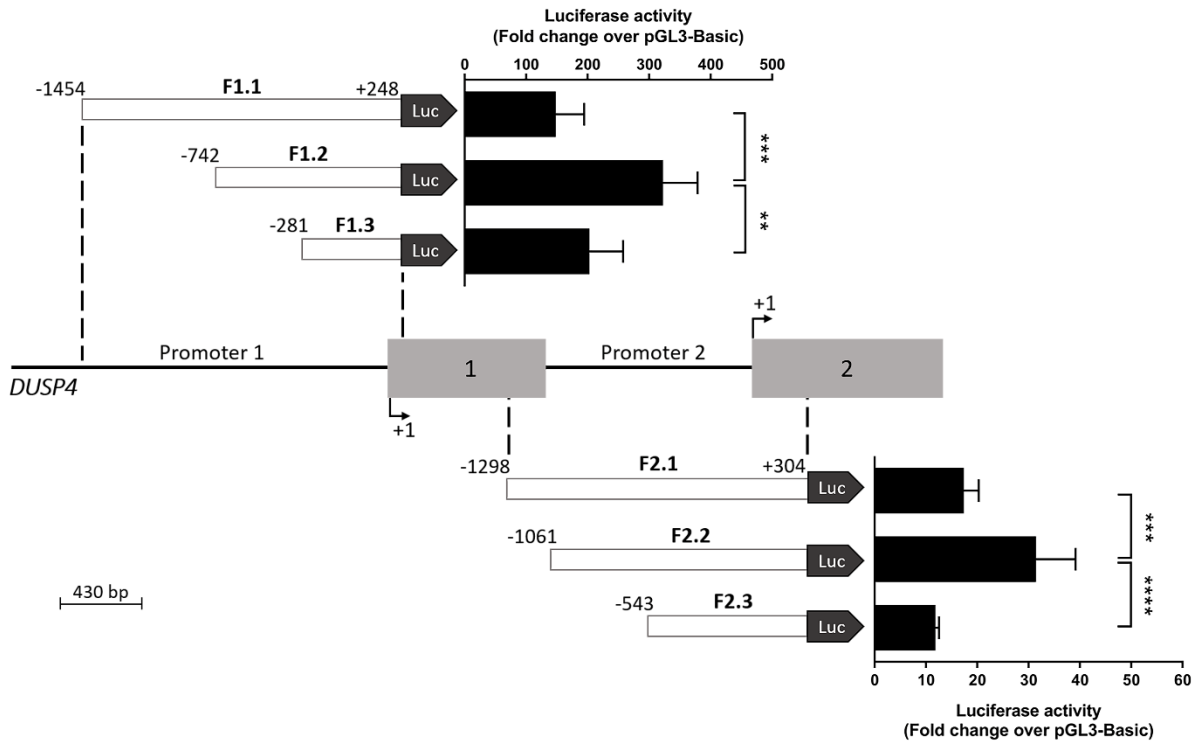 Luciferase activity
(Fold change over pGL3-Basic)
0 100 200 300 400 500
-1454 F1.1 +248 Luc
***
-742 F1.2 Luc
**
-281 F1.3 Luc
+1
Promoter 1 1 Promoter 2 2
DUSP4
+1
-1298 F2.1 +304 Luc
***
-1061 F2.2 Luc
****
430 bp
-543 F2.3 Luc
0 10 20 30 40 50 60
Luciferase activity
(Fold change over pGL3-Basic)